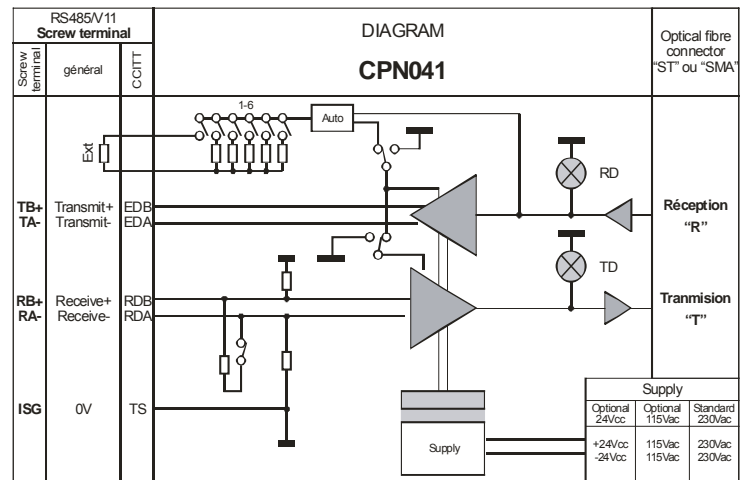 RS485/V11
Screw terminal
Screw terminal
général
CCITT
DIAGRAM
CPN041
Optical fibre
connector
"ST" ou "SMA"
1-6
Auto
Ext
RD
TB+ Transmit+ EDB
TA- Transmit- EDA
Réception
"R"
TD
RB+ Receive+ RDB
RA- Receive- RDA
Tranmision
"T"
ISG 0V TS
Supply
Supply
Optional Optional Standard
24Vcc 115Vac 230Vac
+24Vcc 115Vac 230Vac
-24Vcc 115Vac 230Vac